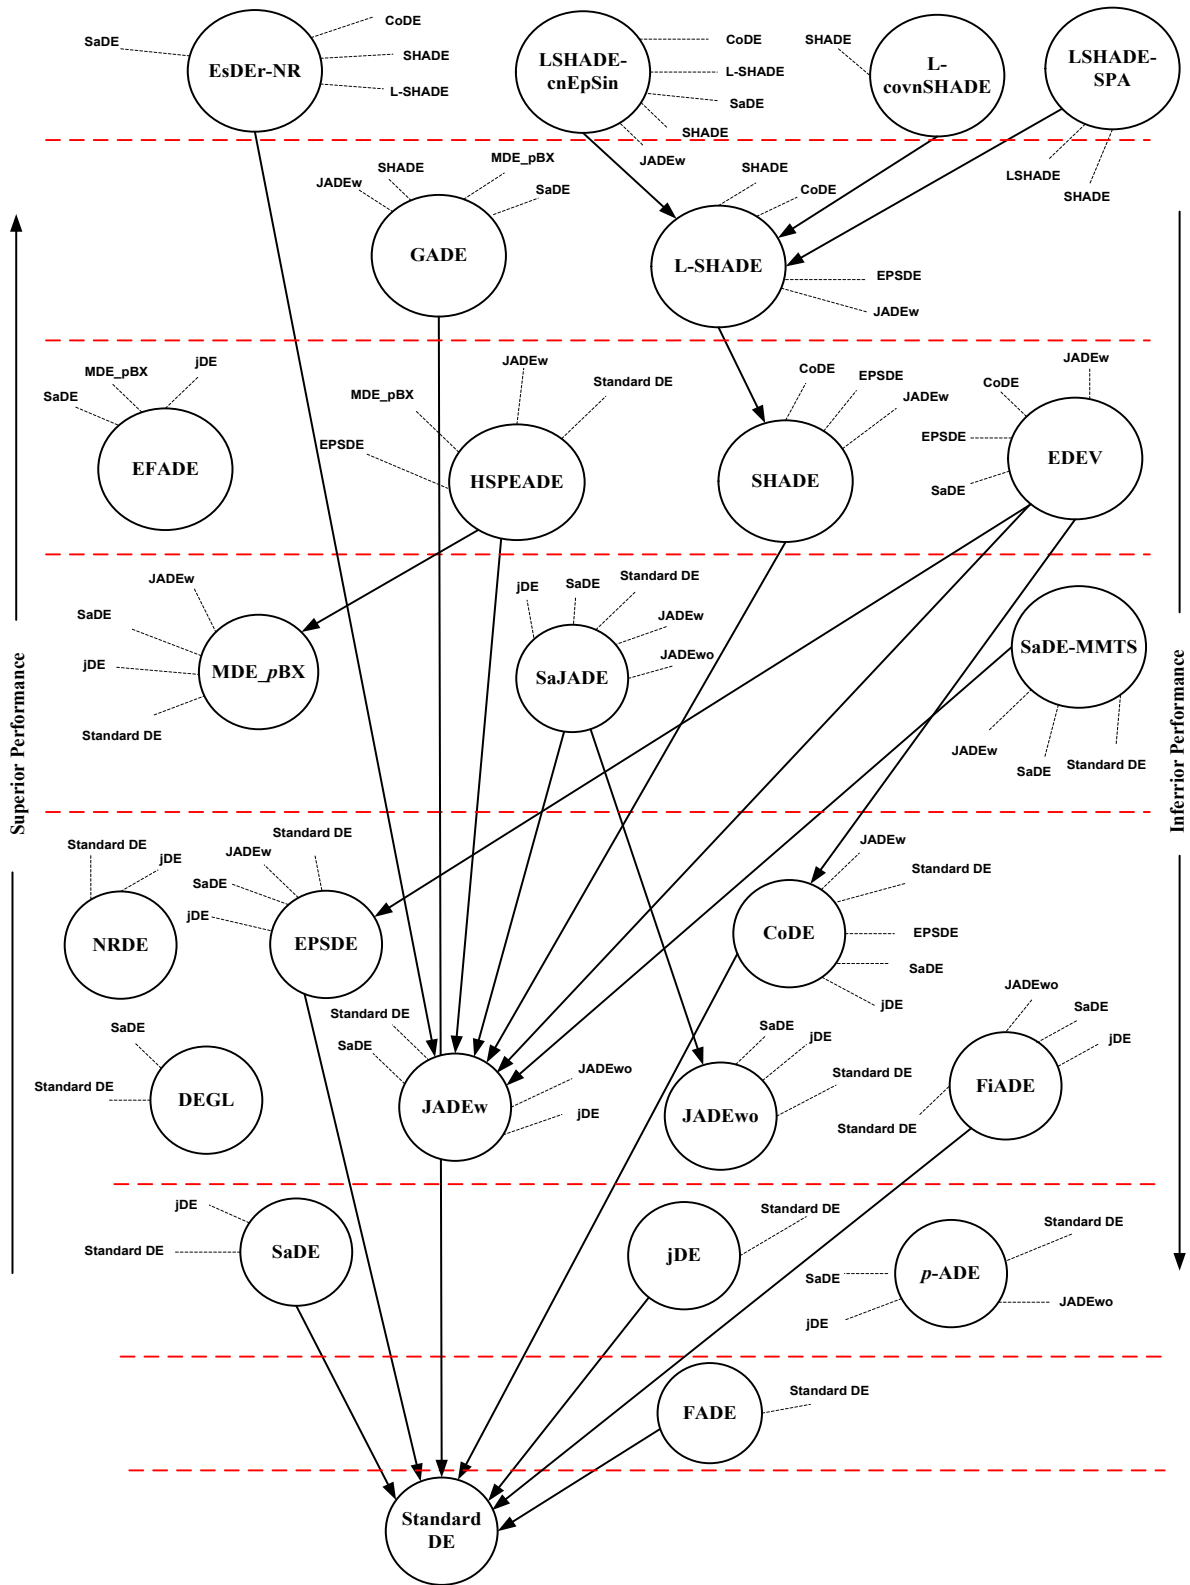 CoDE
SaDE
SHADE
EsDEr-NR
L-SHADE
CoDE
LSHADE-
cnEpSin
L-SHADE
SaDE
SHADE
JADEw
SHADE
L-
covnSHADE
LSHADE-
SPA
LSHADE
SHADE
MDE_pBX
SHADE
JADEw
SaDE
GADE
SHADE
CoDE
L-SHADE
EPSDE
JADEw
jDE
MDE_pBX
SaDE
EFADE
JADEw
Standard DE
MDE_pBX
EPSDE
HSPEADE
CoDE
EPSDE
JADEw
SHADE
JADEw
CoDE
EPSDE
SaDE
EDEV
JADEw
SaDE
jDE
MDE_pBX
Standard DE
jDE
SaDE
Standard DE
JADEw
JADEwo
SaJADE
SaDE-MMTS
JADEw
SaDE
Standard DE
Superior Performance
Inferrior Performance
Standard DE
jDE
NRDE
Standard DE
JADEw
SaDE
jDE
EPSDE
JADEw
Standard DE
CoDE
EPSDE
SaDE
jDE
SaDE
Standard DE
DEGL
Standard DE
SaDE
JADEw
JADEwo
jDE
SaDE
jDE
Standard DE
JADEwo
JADEwo
SaDE
jDE
FiADE
Standard DE
jDE
Standard DE
SaDE
Standard DE
jDE
Standard DE
SaDE
p-ADE
jDE
JADEwo
Standard DE
FADE
Standard
DE